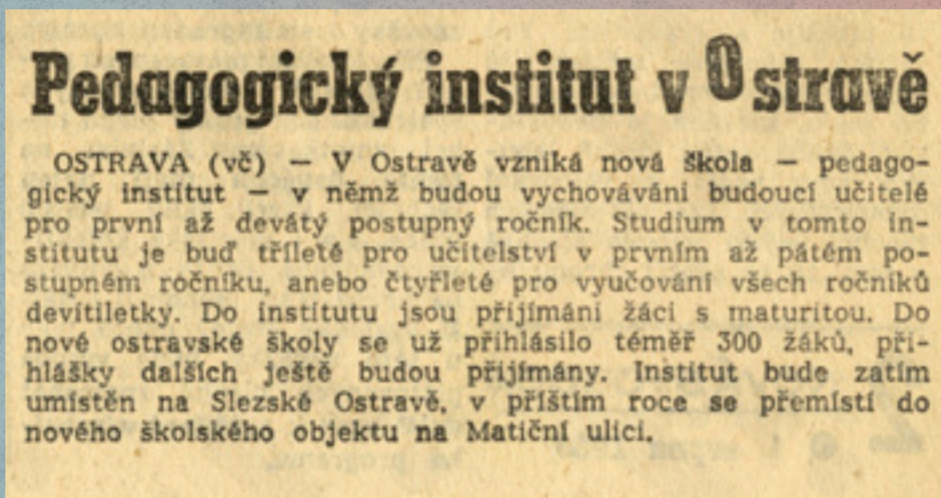 Pedagogický institut v Ostravě
OSTRAVA (vč) — V Ostravě vzniká nová škola — pedago-
gický institut — v němž budou vychováváni budoucí učitelé
pro první až devátý postupný ročník. Studium v tomto in-
stitutu je buď tříleté pro učitelství v prvním až pátém po-
stupném ročníku, anebo čtyřleté pro vyučování všech ročníků
devítiletky. Do institutu jsou přijímáni žáci s maturitou. Do
nové ostravské školy se už přihlásilo téměř 300 žáků, při-
hlášky dalších ještě budou přijímány. Institut bude zatím
umístěn na Slezské Ostravě, v příštím roce se přemístí do
nového školského objektu na Matiční ulici.